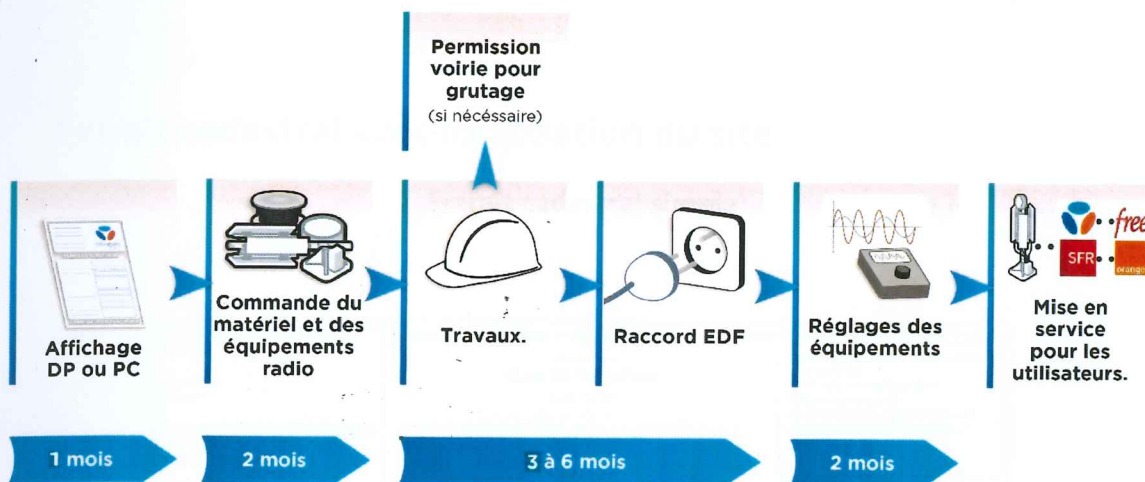 Permission
voirie pour
grutage
(si nécéssaire)
Affichage
DP ou PC
Commande du
matériel et des
équipements
radio
Travaux.
Raccord EDF
Réglages des
équipements
free
SFR
orange
Mise en
service
pour les
utilisateurs.
1 mois
2 mois
3 à 6 mois
2 mois